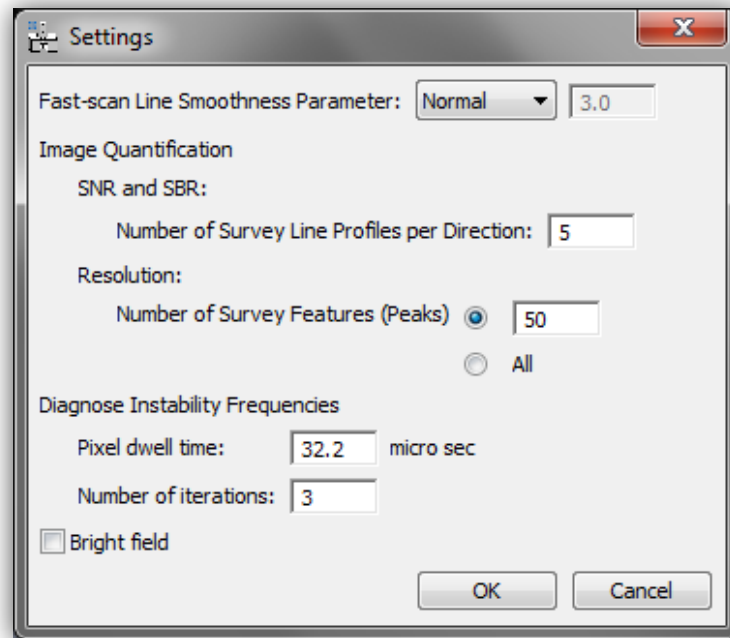 Settings
Fast-scan Line Smoothness Parameter: Normal 3.0
Image Quantification
SNR and SBR:
Number of Survey Line Profiles per Direction: 5
Resolution:
Number of Survey Features (Peaks) 50
All
Diagnose Instability Frequencies
Pixel dwell time: 32.2 micro sec
Number of iterations: 3
Bright field
OK Cancel